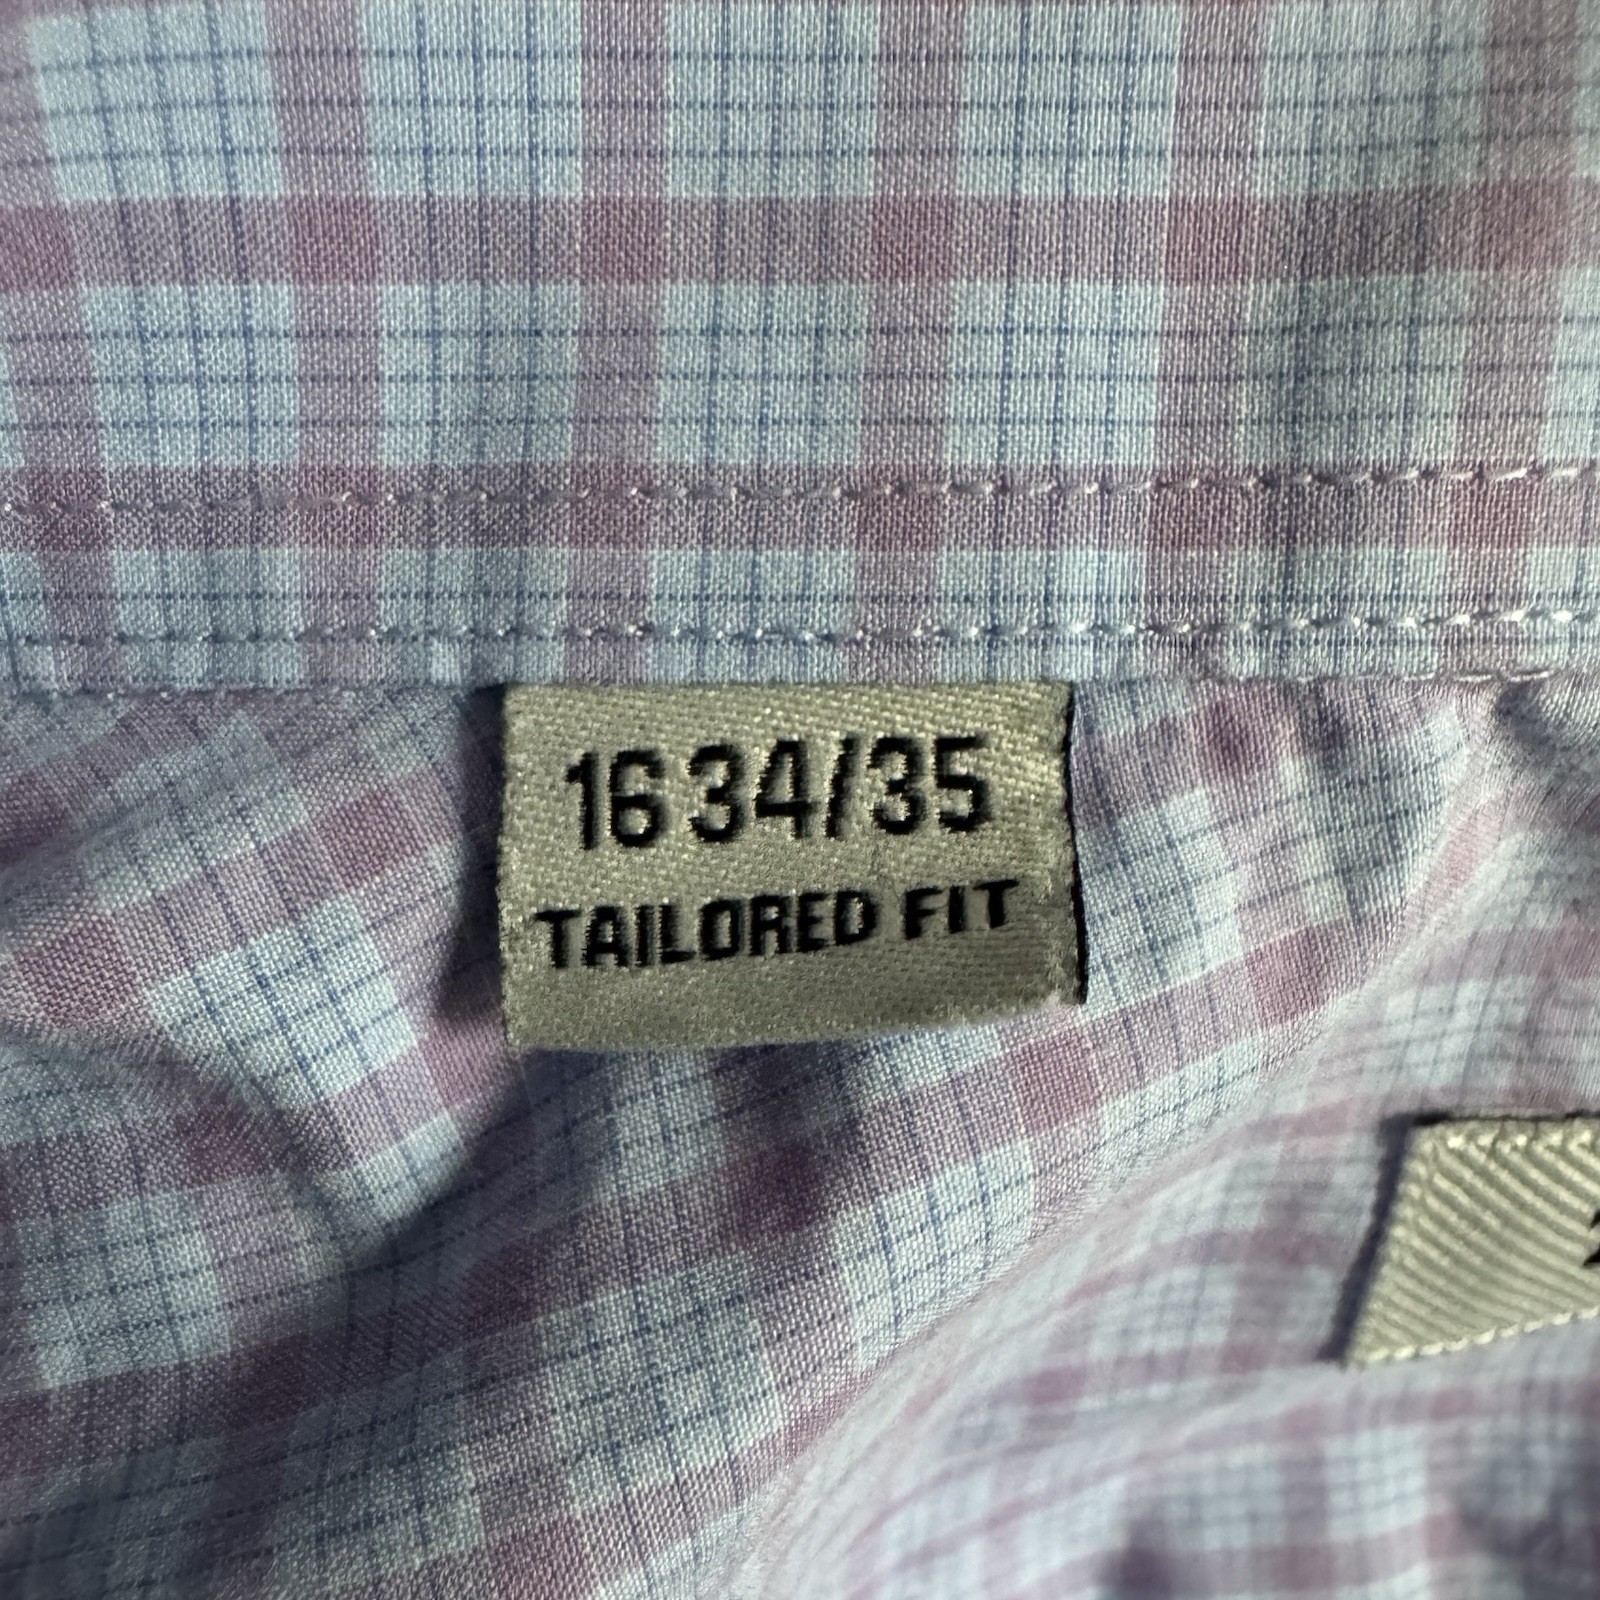 16 34/35
TAILORED FIT